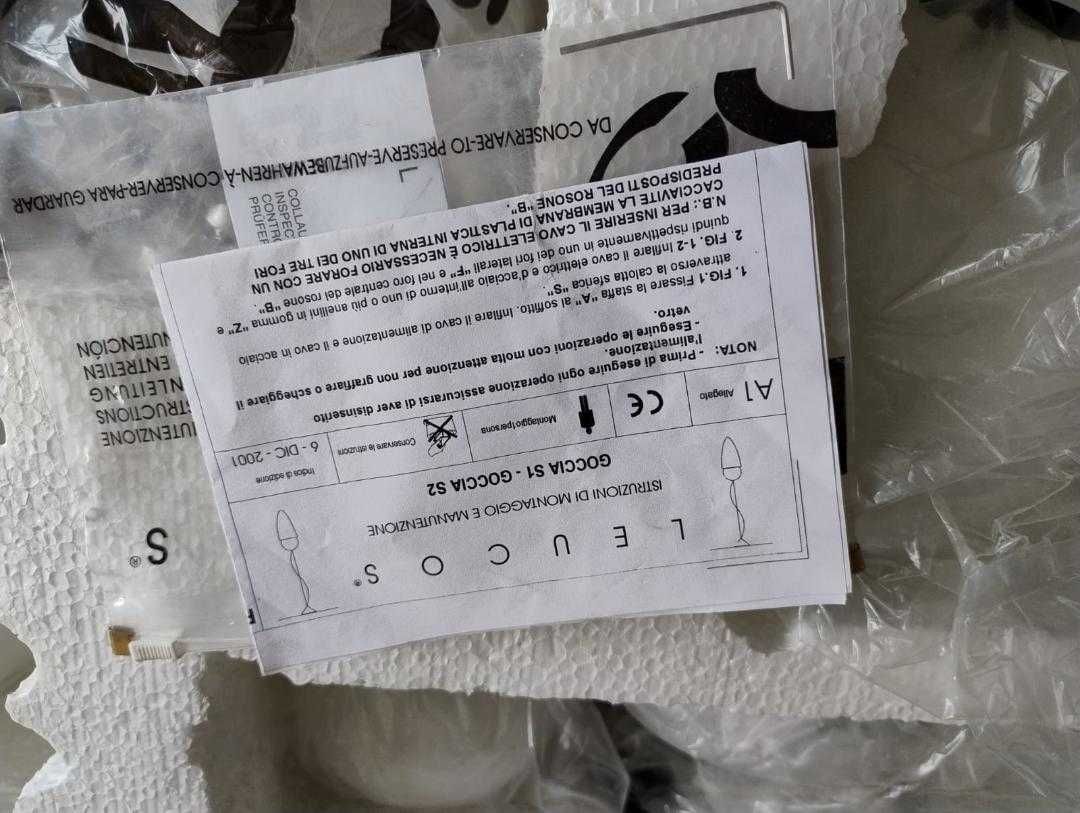 L E U C O S®
ISTRUZIONI DI MONTAGGIO E MANUTENZIONE
GOCCIA S1 - GOCCIA S2
A1
Allegato
CE
Montaggio1persona
Conservare le istruzioni
Indice di edizione
6 - DIC - 2001
NOTA: - Prima di eseguire ogni operazione assicurarsi di aver disinserito
l'alimentazione.
- Eseguire le operazioni con molta attenzione per non graffiare o scheggiare il
vetro.
1. FIG.1 Fissare la staffa "A" al soffitto. Infilare il cavo di alimentazione e il cavo in acciaio
attraverso la calotta sferica "S".
2. FIG.1-2 Infilare il cavo elettrico e d'acciaio all'interno di uno o più anellini in gomma "Z" e
quindi rispettivamente in uno dei fori laterali "F" e nel foro centrale del rosone "B".
N.B.: PER INSERIRE IL CAVO ELETTRICO È NECESSARIO FORARE CON UN
CACCIAVITE LA MEMBRANA DI PLASTICA INTERNA DI UNO DEI TRE FORI
PREDISPOSTI DEL ROSONE "B".
S®
UTENZIONE
STRUCTIONS
NLEITUNG
ENTRETIEN
NUTENCIÓN
DA CONSERVARE-TO PRESERVE-AUFZUBEWAHREN-À CONSERVER-PARA GUARDAR
COLLAU
INSPEC
CONTR
PRÜFER
L